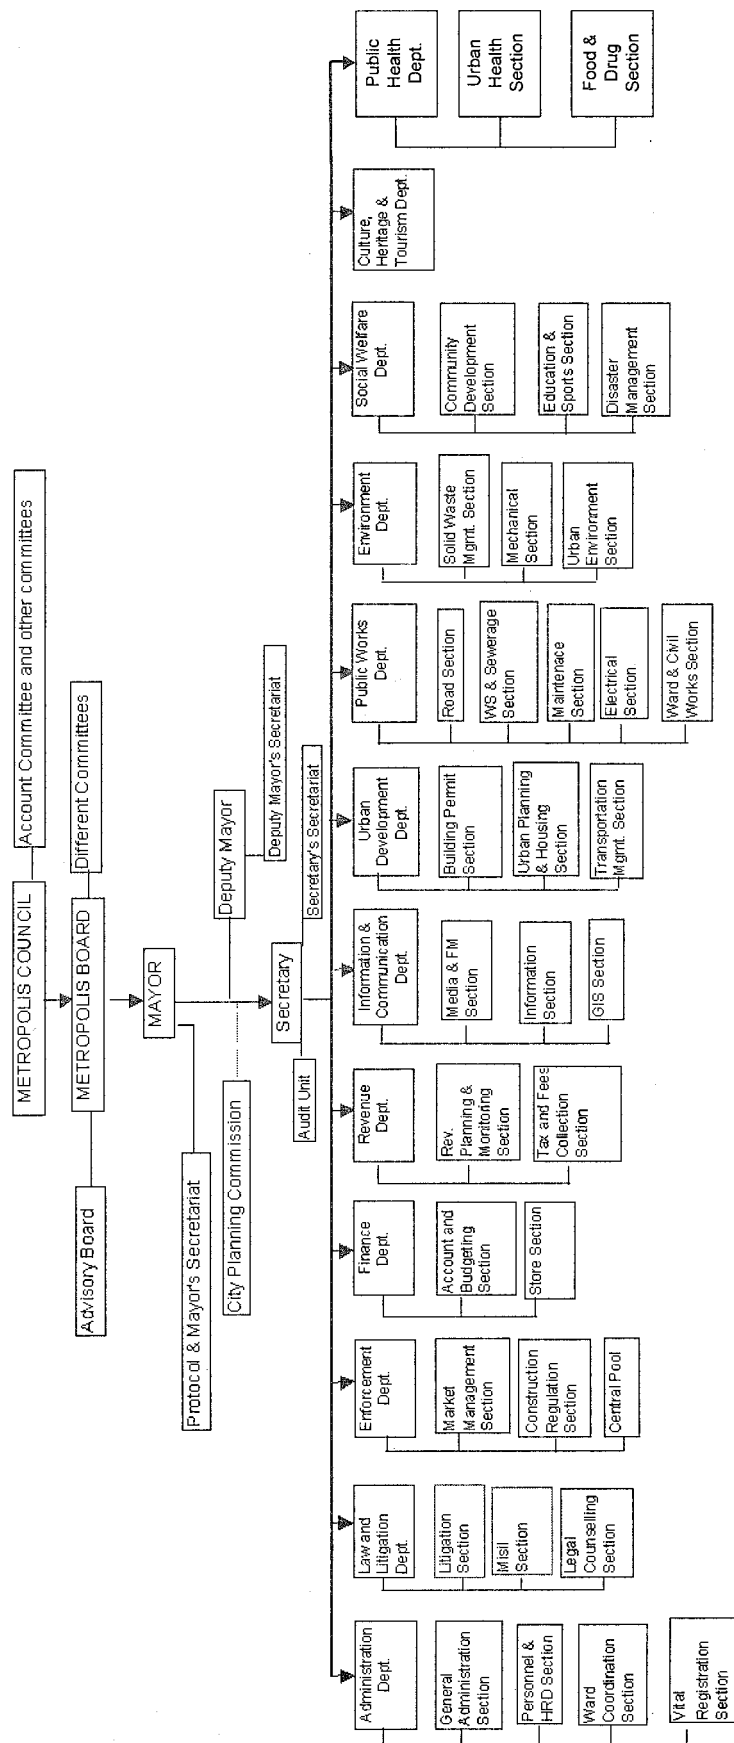 METROPOLIS COUNCIL
Account Committee and other committees
METROPOLIS BOARD
Different Committees
Advisory Board
MAYOR
Protocol & Mayor's Secretariat
Deputy Mayor
Deputy Mayor's Secretariat
City Planning Commission
Secretary
Secretary's Secretariat
Audit Unit
Administration
Dept.
General
Administration
Section
Personnel &
HRD Section
Ward
Coordination
Section
Vital
Registration
Section
Law and
Litigation
Dept.
Litigation
Section
Misil
Section
Legal
Counselling
Section
Enforcement
Dept.
Market
Management
Section
Construction
Regulation
Section
Central Pool
Finance
Dept.
Account and
Budgeting
Section
Store Section
Revenue
Dept.
Rev.
Planning &
Monitoring
Section
Tax and Fees
Collection
Section
Information &
Communication
Dept.
Media & FM
Section
Information
Section
GIS Section
Urban
Development
Dept.
Building Permit
Section
Urban Planning
& Housing
Section
Transportation
Mgmt. Section
Public Works
Dept.
Road Section
WS & Sewerage
Section
Maintenace
Section
Electrical
Section
Ward & Civil
Works Section
Environment
Dept.
Solid Waste
Mgmt. Section
Mechanical
Section
Urban
Environment
Section
Social Welfare
Dept.
Community
Development
Section
Education &
Sports Section
Disaster
Management
Section
Culture,
Heritage &
Tourism Dept.
Public
Health
Dept.
Urban
Health
Section
Food &
Drug
Section